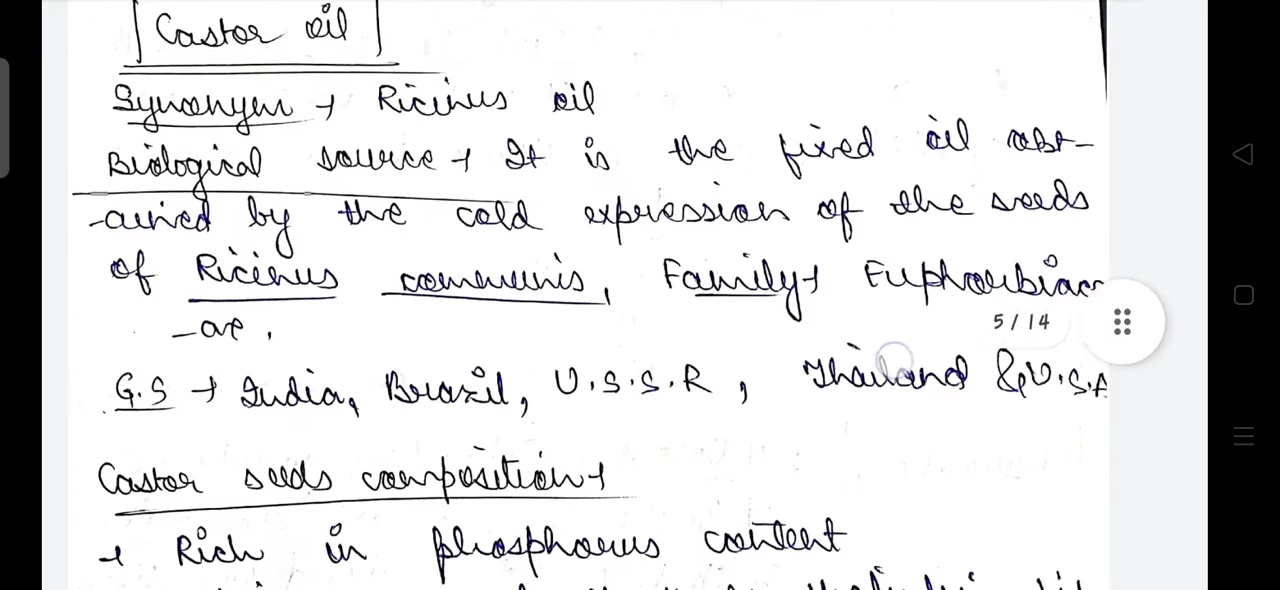 Castor oil
Synonym → Ricinus oil
Biological source → It is the fixed oil obt-
-ained by the cold expression of the seeds
of Ricinus communis, Family → Euphorbiace
-ae.
5/14
G.S → India, Brazil, U.S.S.R, Thailand & U.S.A
Castor seeds composition →
→ Rich in phosphorus content